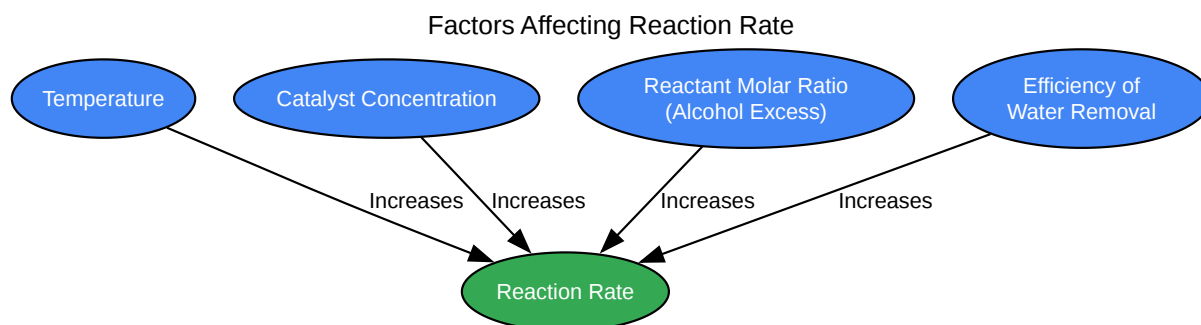 Factors Affecting Reaction Rate
Temperature
Catalyst Concentration
Reactant Molar Ratio
(Alcohol Excess)
Efficiency of
Water Removal
Increases
Increases
Increases
Increases
Reaction Rate